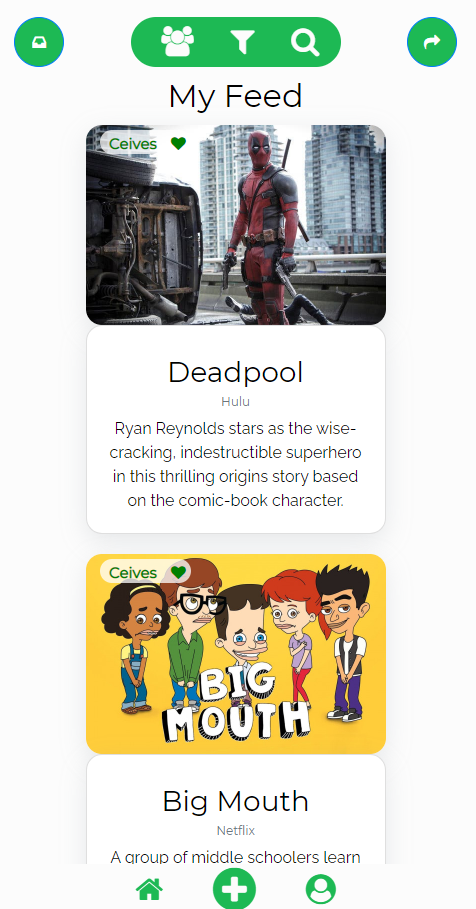 My Feed
Ceives
Deadpool
Hulu
Ryan Reynolds stars as the wise-
cracking, indestructible superhero
in this thrilling origins story based
on the comic-book character.
Ceives
BIG
MOUTH
Big Mouth
Netflix
A group of middle schoolers learn